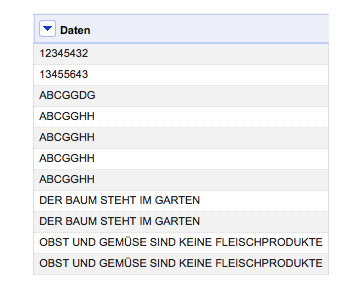 Daten
12345432
13455643
ABCGGDG
ABCGGHH
ABCGGHH
ABCGGHH
ABCGGHH
DER BAUM STEHT IM GARTEN
DER BAUM STEHT IM GARTEN
OBST UND GEMÜSE SIND KEINE FLEISCHPRODUKTE
OBST UND GEMÜSE SIND KEINE FLEISCHPRODUKTE